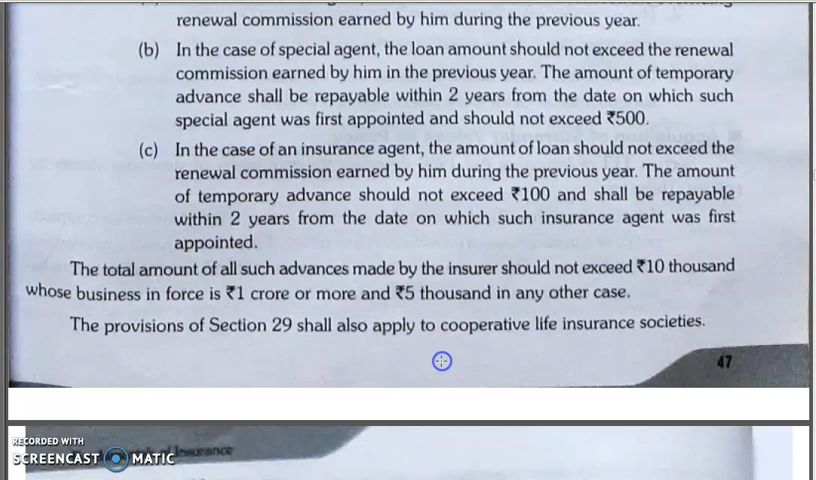 renewal commission earned by him during the previous year.
(b) In the case of special agent, the loan amount should not exceed the renewal
commission earned by him in the previous year. The amount of temporary
advance shall be repayable within 2 years from the date on which such
special agent was first appointed and should not exceed ₹500.
(c) In the case of an insurance agent, the amount of loan should not exceed the
renewal commission earned by him during the previous year. The amount
of temporary advance should not exceed ₹100 and shall be repayable
within 2 years from the date on which such insurance agent was first
appointed.
The total amount of all such advances made by the insurer should not exceed ₹10 thousand
whose business in force is ₹1 crore or more and ₹5 thousand in any other case.
The provisions of Section 29 shall also apply to cooperative life insurance societies.
47
Insurance
RECORDED WITH
SCREENCAST MATIC